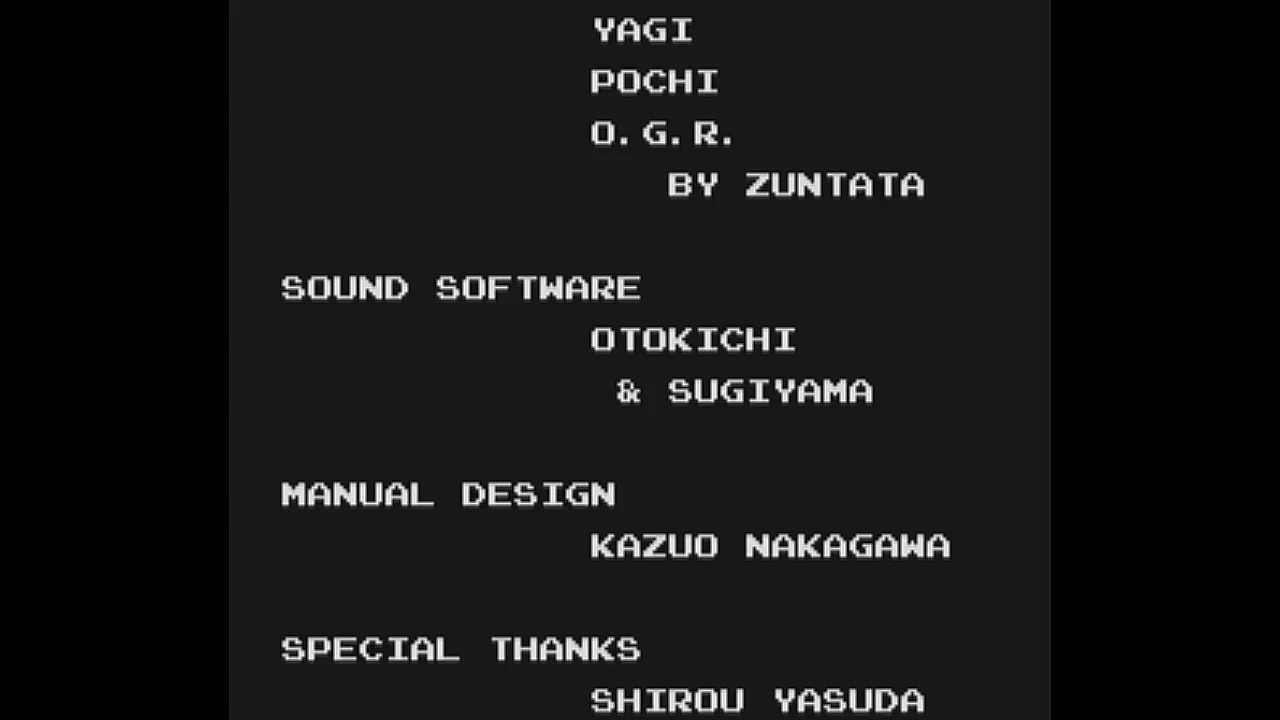 YAGI
POCHI
O.G.R.
BY ZUNTATA
SOUND SOFTWARE
OTOKICHI
& SUGIYAMA
MANUAL DESIGN
KAZUO NAKAGAWA
SPECIAL THANKS
SHIROU YASUDA